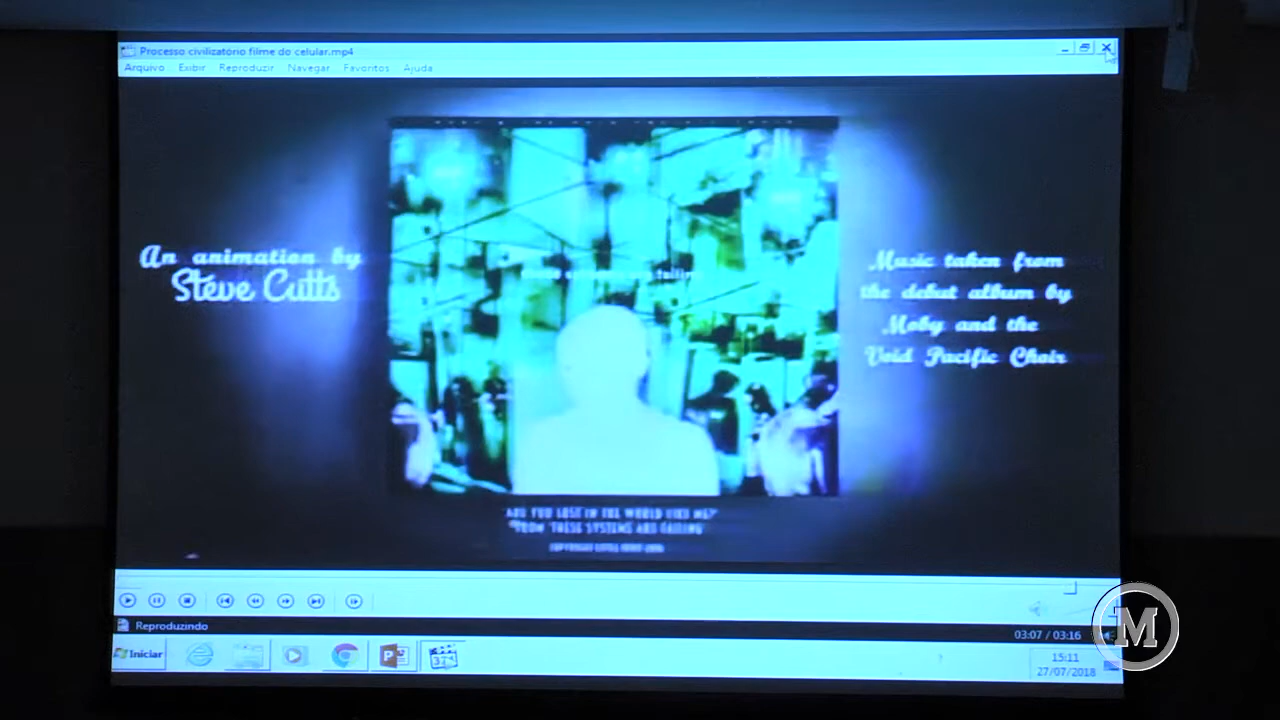 Processo civilizatório filme do celular.mp4
Arquivo Exibir Reproduzir Navegar Favoritos Ajuda
An animation by
Steve Cutts
Music taken from
the debut album by
Moby and the
Void Pacific Choir
ARE YOU LOST IN THE WORLD LIKE ME?
FROM 'THESE SYSTEMS ARE FAILING'
Reproduzindo
03:07 / 03:16
Iniciar
15:11
27/07/2018
M